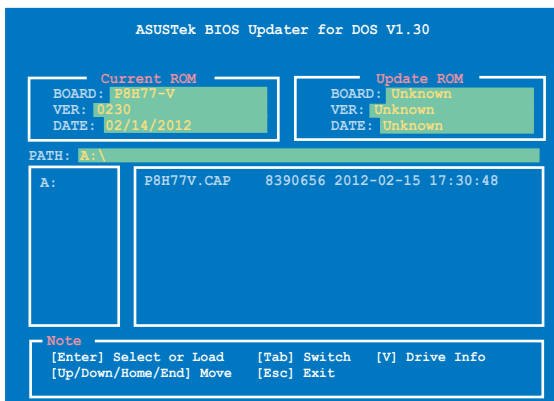 ASUSTek BIOS Updater for DOS V1.30
Current ROM
BOARD: P8H77-V
VER: 0230
DATE: 02/14/2012
Update ROM
BOARD: Unknown
VER: Unknown
DATE: Unknown
PATH: A:\
A:
P8H77V.CAP 8390656 2012-02-15 17:30:48
Note
[Enter] Select or Load [Tab] Switch [V] Drive Info
[Up/Down/Home/End] Move [Esc] Exit